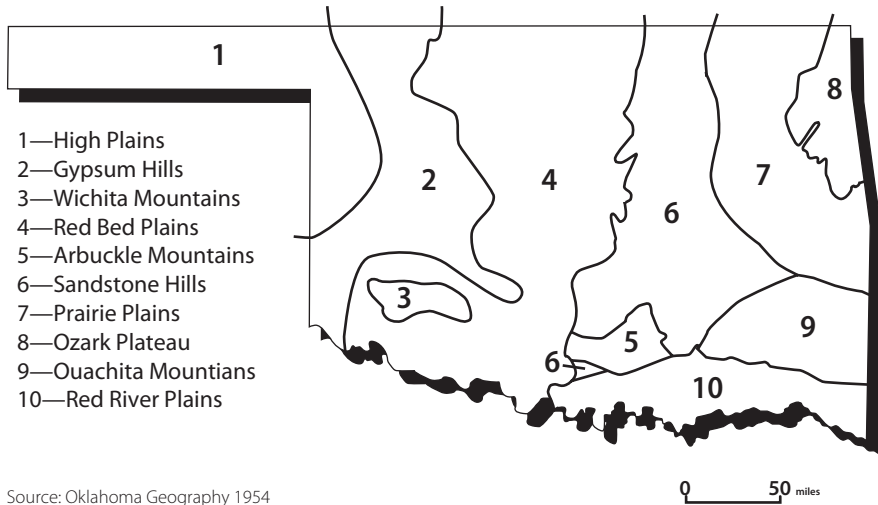 1
8
1—High Plains
2—Gypsum Hills
3—Wichita Mountains
4—Red Bed Plains
5—Arbuckle Mountains
6—Sandstone Hills
7—Prairie Plains
8—Ozark Plateau
9—Ouachita Mountians
10—Red River Plains
2
4
7
6
3
9
5
6
10
Source: Oklahoma Geography 1954
0 50 miles